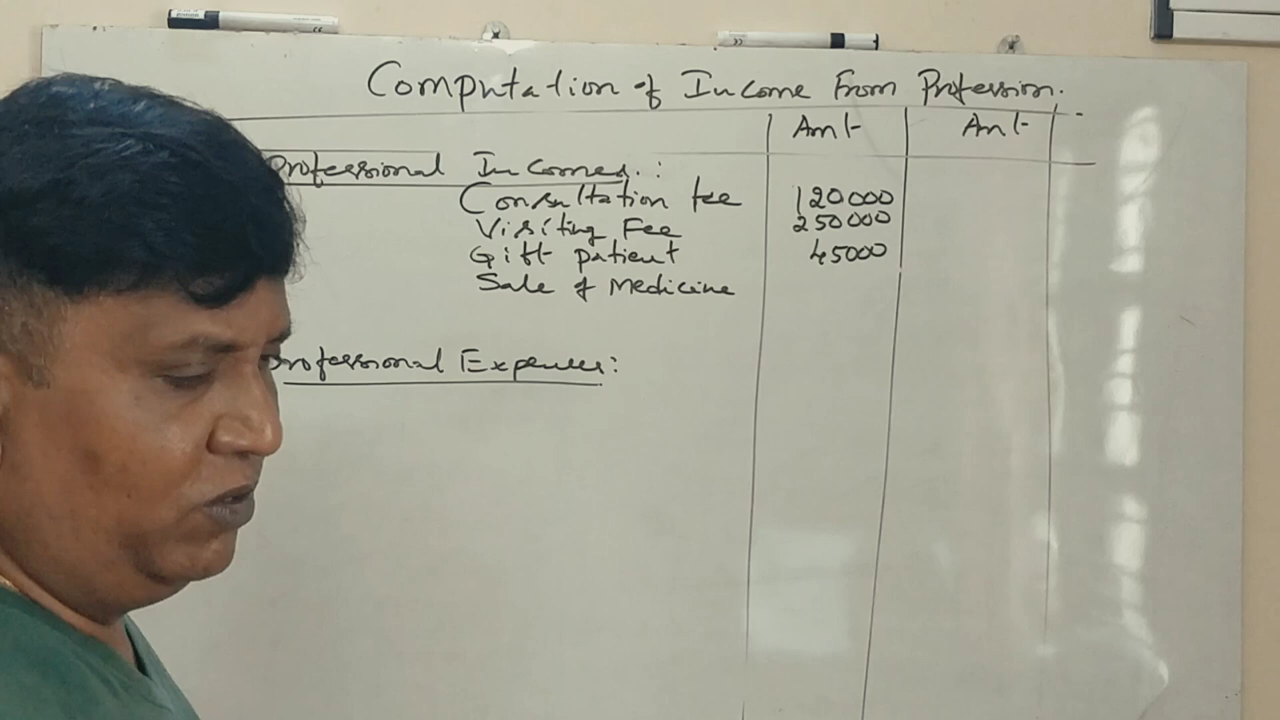 Computation of Income From Profession.
Amt Amt
Professional Incomes :
Consultation fee 120000
Visiting Fee 250000
Gift patient 45000
Sale of Medicine
Professional Expenses: